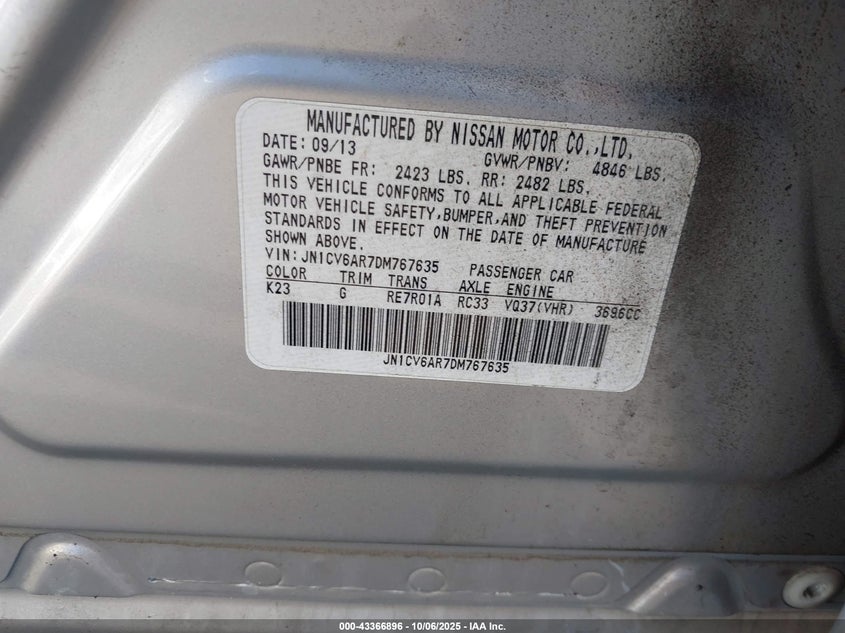 MANUFACTURED BY NISSAN MOTOR CO.,LTD.
DATE: 09/13 GVWR/PNBV: 4846 LBS.
GAWR/PNBE FR: 2423 LBS. RR: 2482 LBS.
THIS VEHICLE CONFORMS TO ALL APPLICABLE FEDERAL
MOTOR VEHICLE SAFETY,BUMPER,AND THEFT PREVENTION
STANDARDS IN EFFECT ON THE DATE OF MANUFACTURE
SHOWN ABOVE.
VIN: JN1CV6AR7DM767635 PASSENGER CAR
COLOR TRIM TRANS AXLE ENGINE
K23 G RE7R01A RC33 VQ37(VHR) 3696CC
JN1CV6AR7DM767635
000-43366896 - 10/06/2025 - IAA Inc.